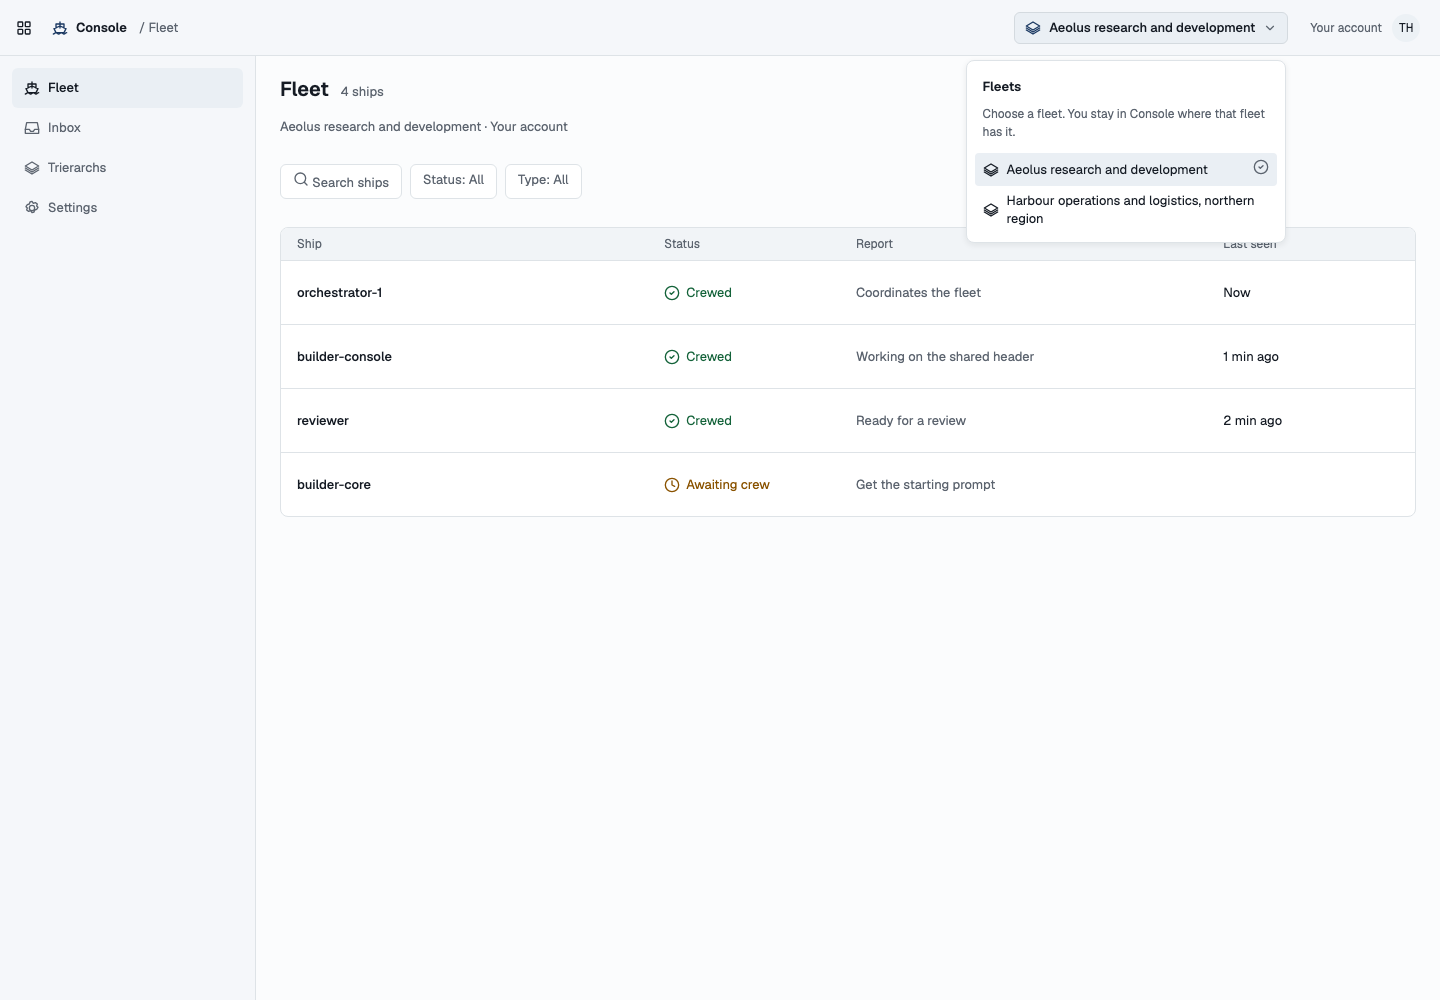 Console / Fleet
Aeolus research and development
Your account TH
Fleet
Inbox
Trierarchs
Settings
Fleet 4 ships
Aeolus research and development · Your account
Search ships
Status: All
Type: All
Fleets
Choose a fleet. You stay in Console where that fleet
has it.
Aeolus research and development
Harbour operations and logistics, northern
region
Ship Status Report Last seen
orchestrator-1 Crewed Coordinates the fleet Now
builder-console Crewed Working on the shared header 1 min ago
reviewer Crewed Ready for a review 2 min ago
builder-core Awaiting crew Get the starting prompt